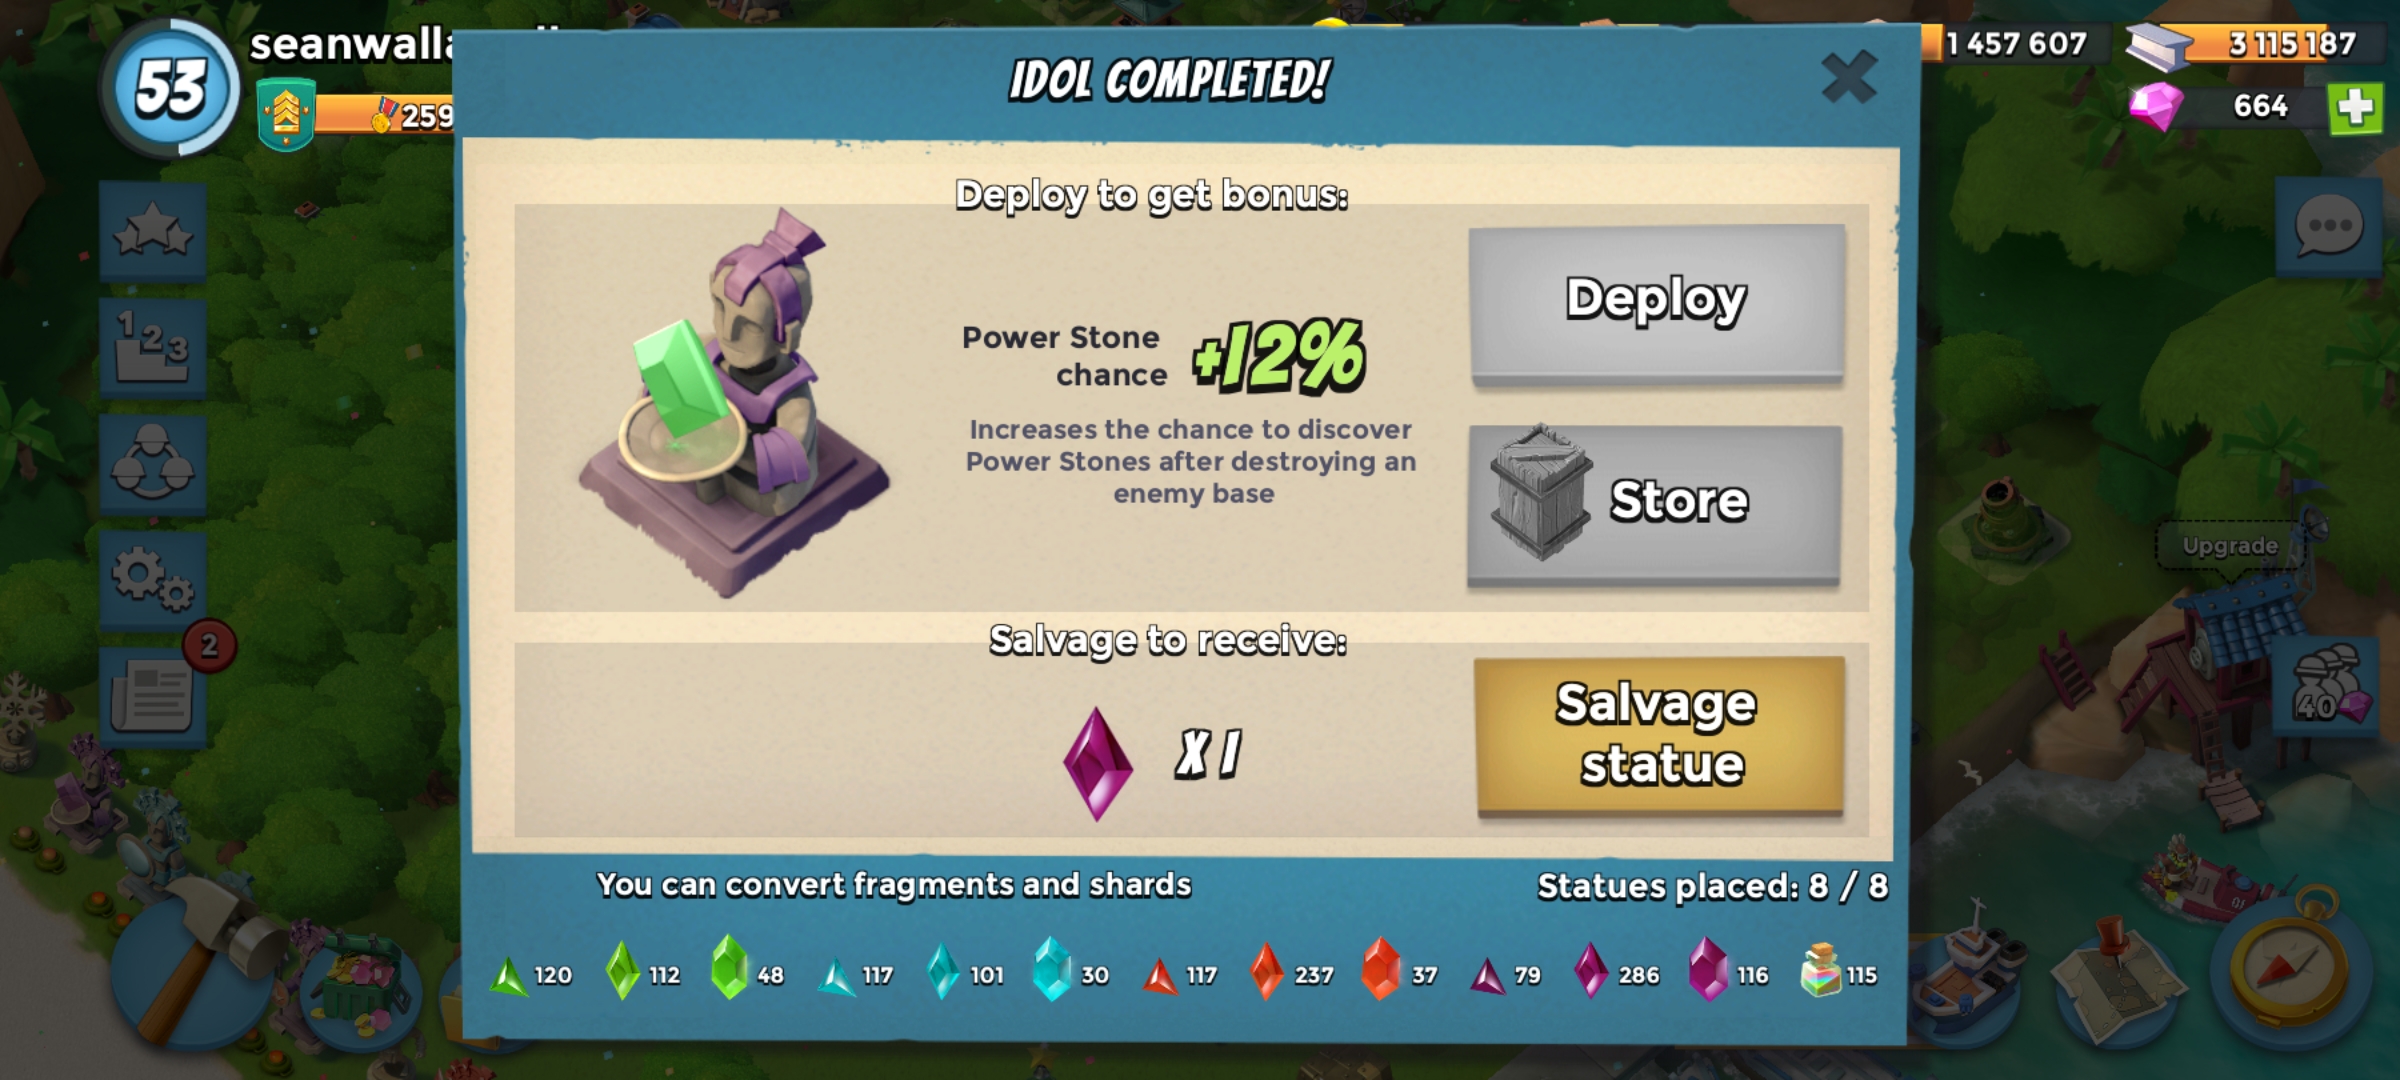 53
259
1 457 607
3 115 187
664
IDOL COMPLETED!
Deploy to get bonus:
Power Stone
chance
+12%
Increases the chance to discover
Power Stones after destroying an
enemy base
Deploy
Store
Salvage to receive:
X 1
Salvage
statue
1 2 3
2
Upgrade
40
You can convert fragments and shards
Statues placed: 8 / 8
120 112 48 117 101 30 117 237 37 79 286 116 115